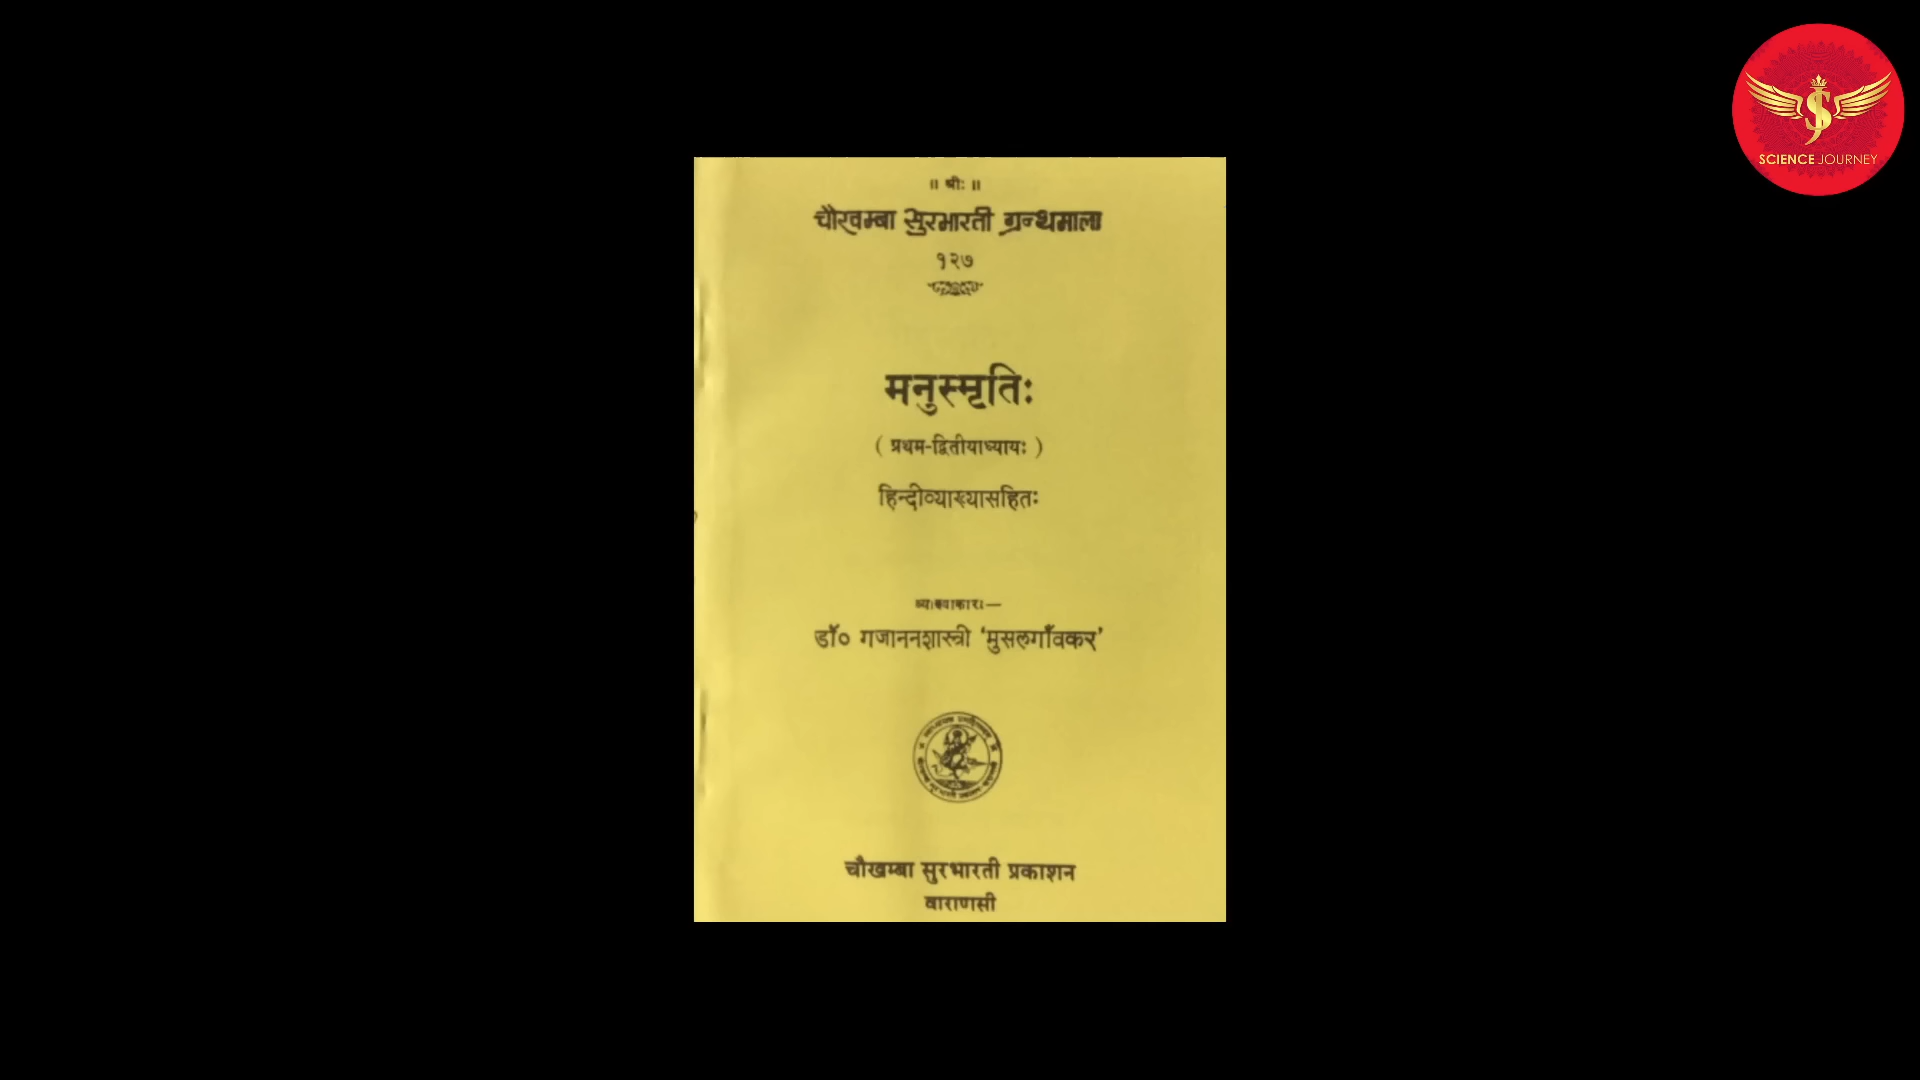 ॥ श्रीः ॥
चौखम्बा सुरभारती ग्रन्थमाला
१२७
मनुस्मृतिः
( प्रथम-द्वितीयाध्यायः )
हिन्दीव्याख्यासहितः
व्याख्याकारः—
डॉ० गजाननशास्त्री ‘मुसलगाँवकर’
चौखम्बा सुरभारती प्रकाशन
वाराणसी
SCIENCE JOURNEY